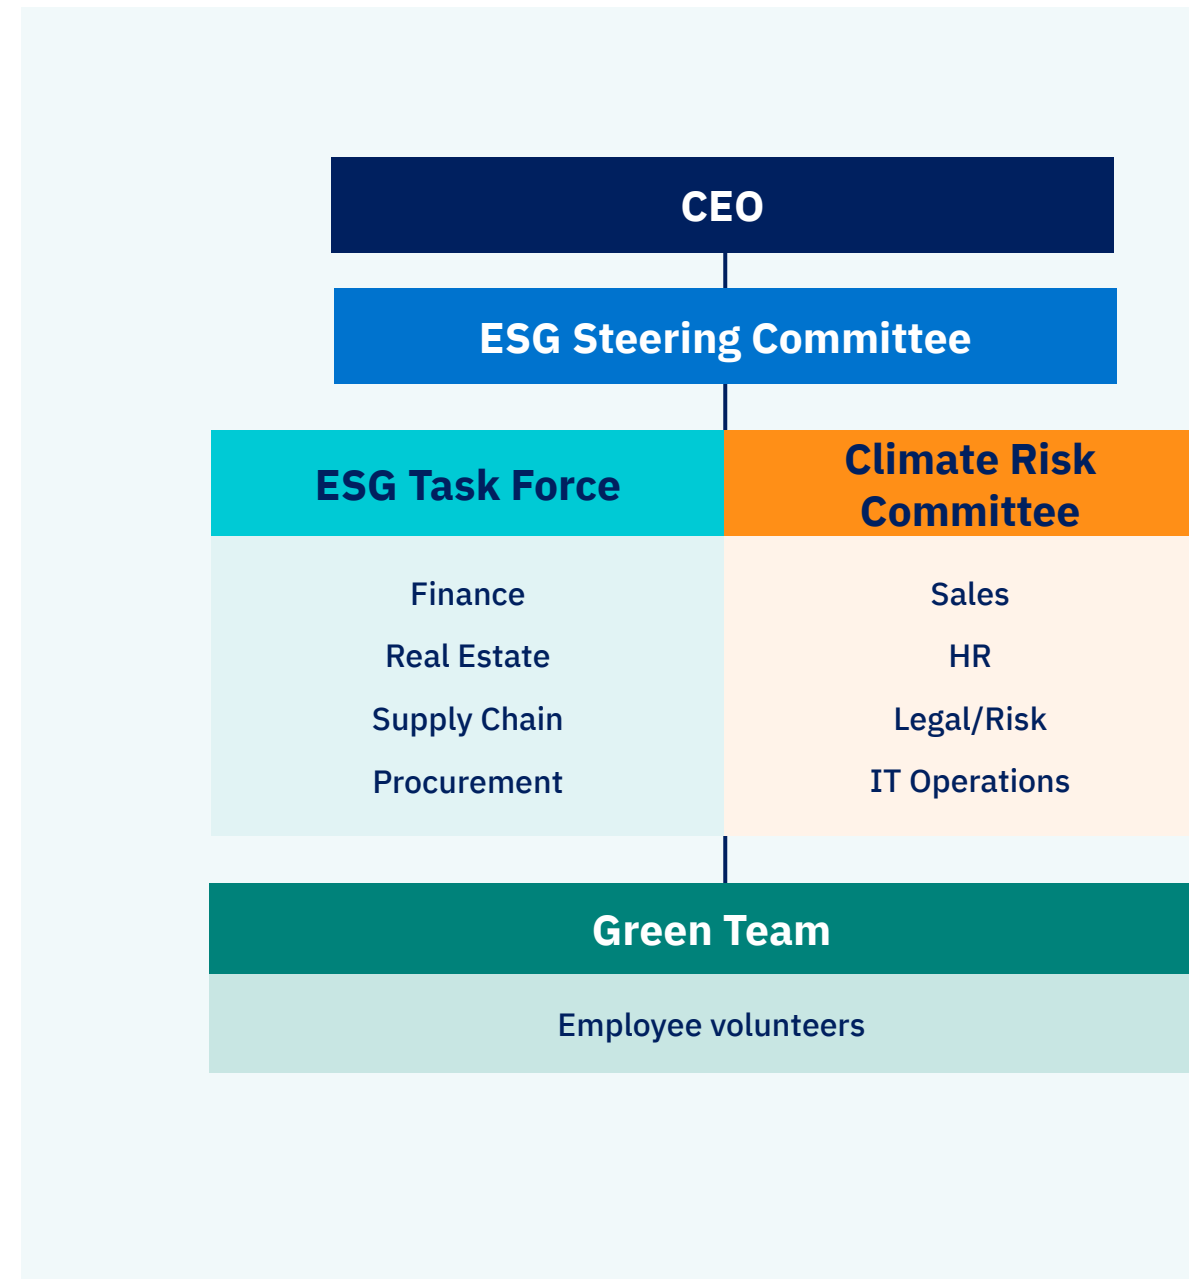 CEO
ESG Steering Committee
ESG Task Force
Climate Risk
Committee
Finance
Real Estate
Supply Chain
Procurement
Sales
HR
Legal/Risk
IT Operations
Green Team
Employee volunteers